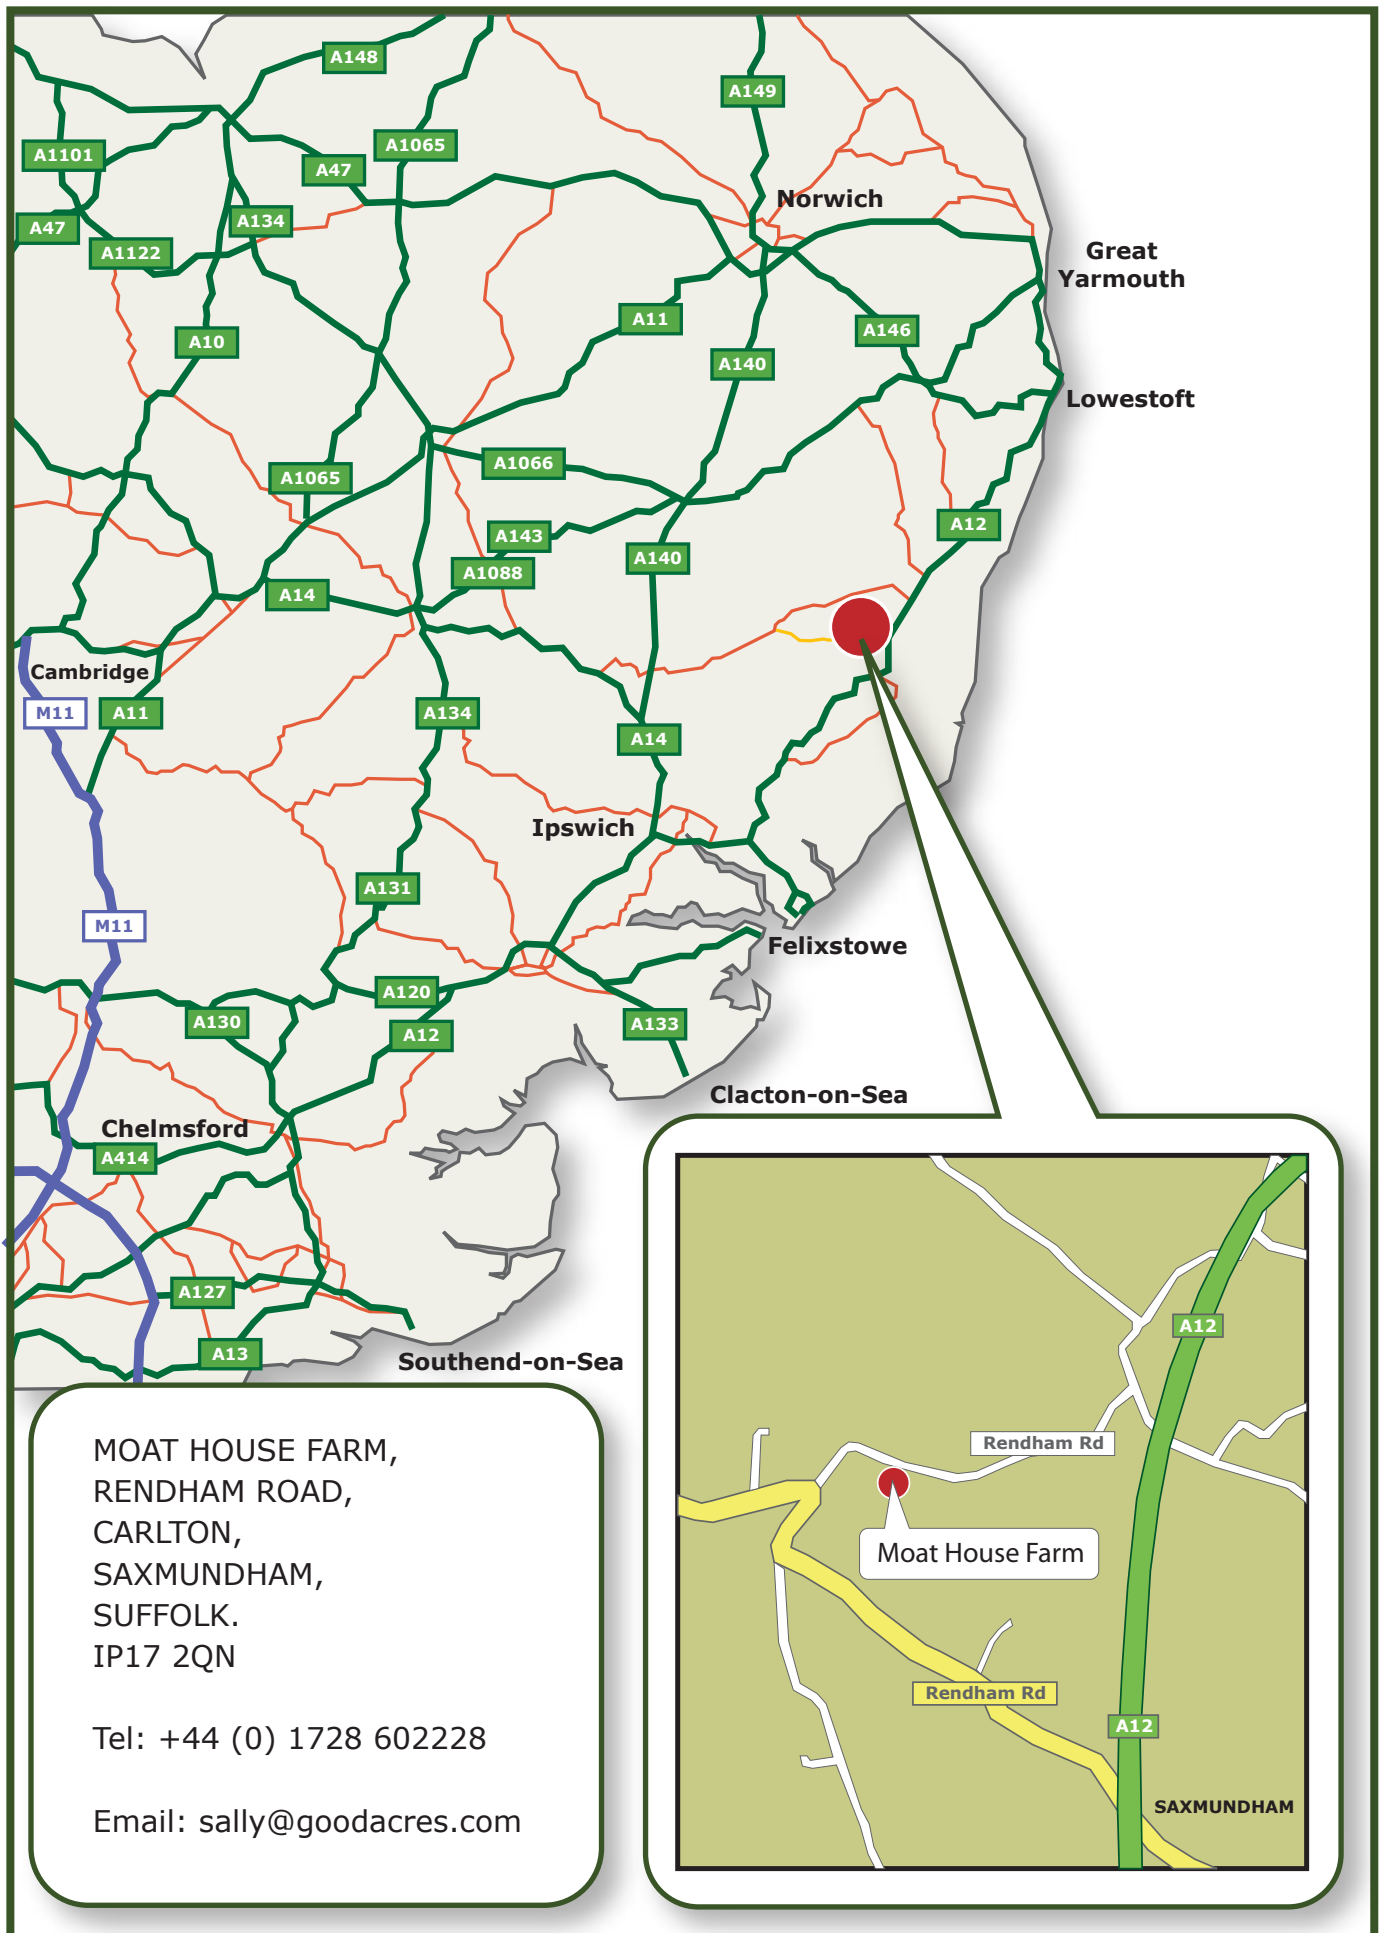 A148
A149
A1065
A1101
A47
Norwich
A134
A47
A1122
Great
Yarmouth
A11
A146
A10
A140
Lowestoft
A1066
A1065
A12
A143
A140
A1088
A14
Cambridge
M11
A11
A134
A14
Ipswich
A131
M11
Felixstowe
A120
A130
A133
A12
Clacton-on-Sea
Chelmsford
A414
A127
A13
Southend-on-Sea
MOAT HOUSE FARM,
RENDHAM ROAD,
CARLTON,
SAXMUNDHAM,
SUFFOLK.
IP17 2QN
Tel: +44 (0) 1728 602228
Email: sally@goodacres.com
A12
Rendham Rd
Moat House Farm
Rendham Rd
A12
SAXMUNDHAM